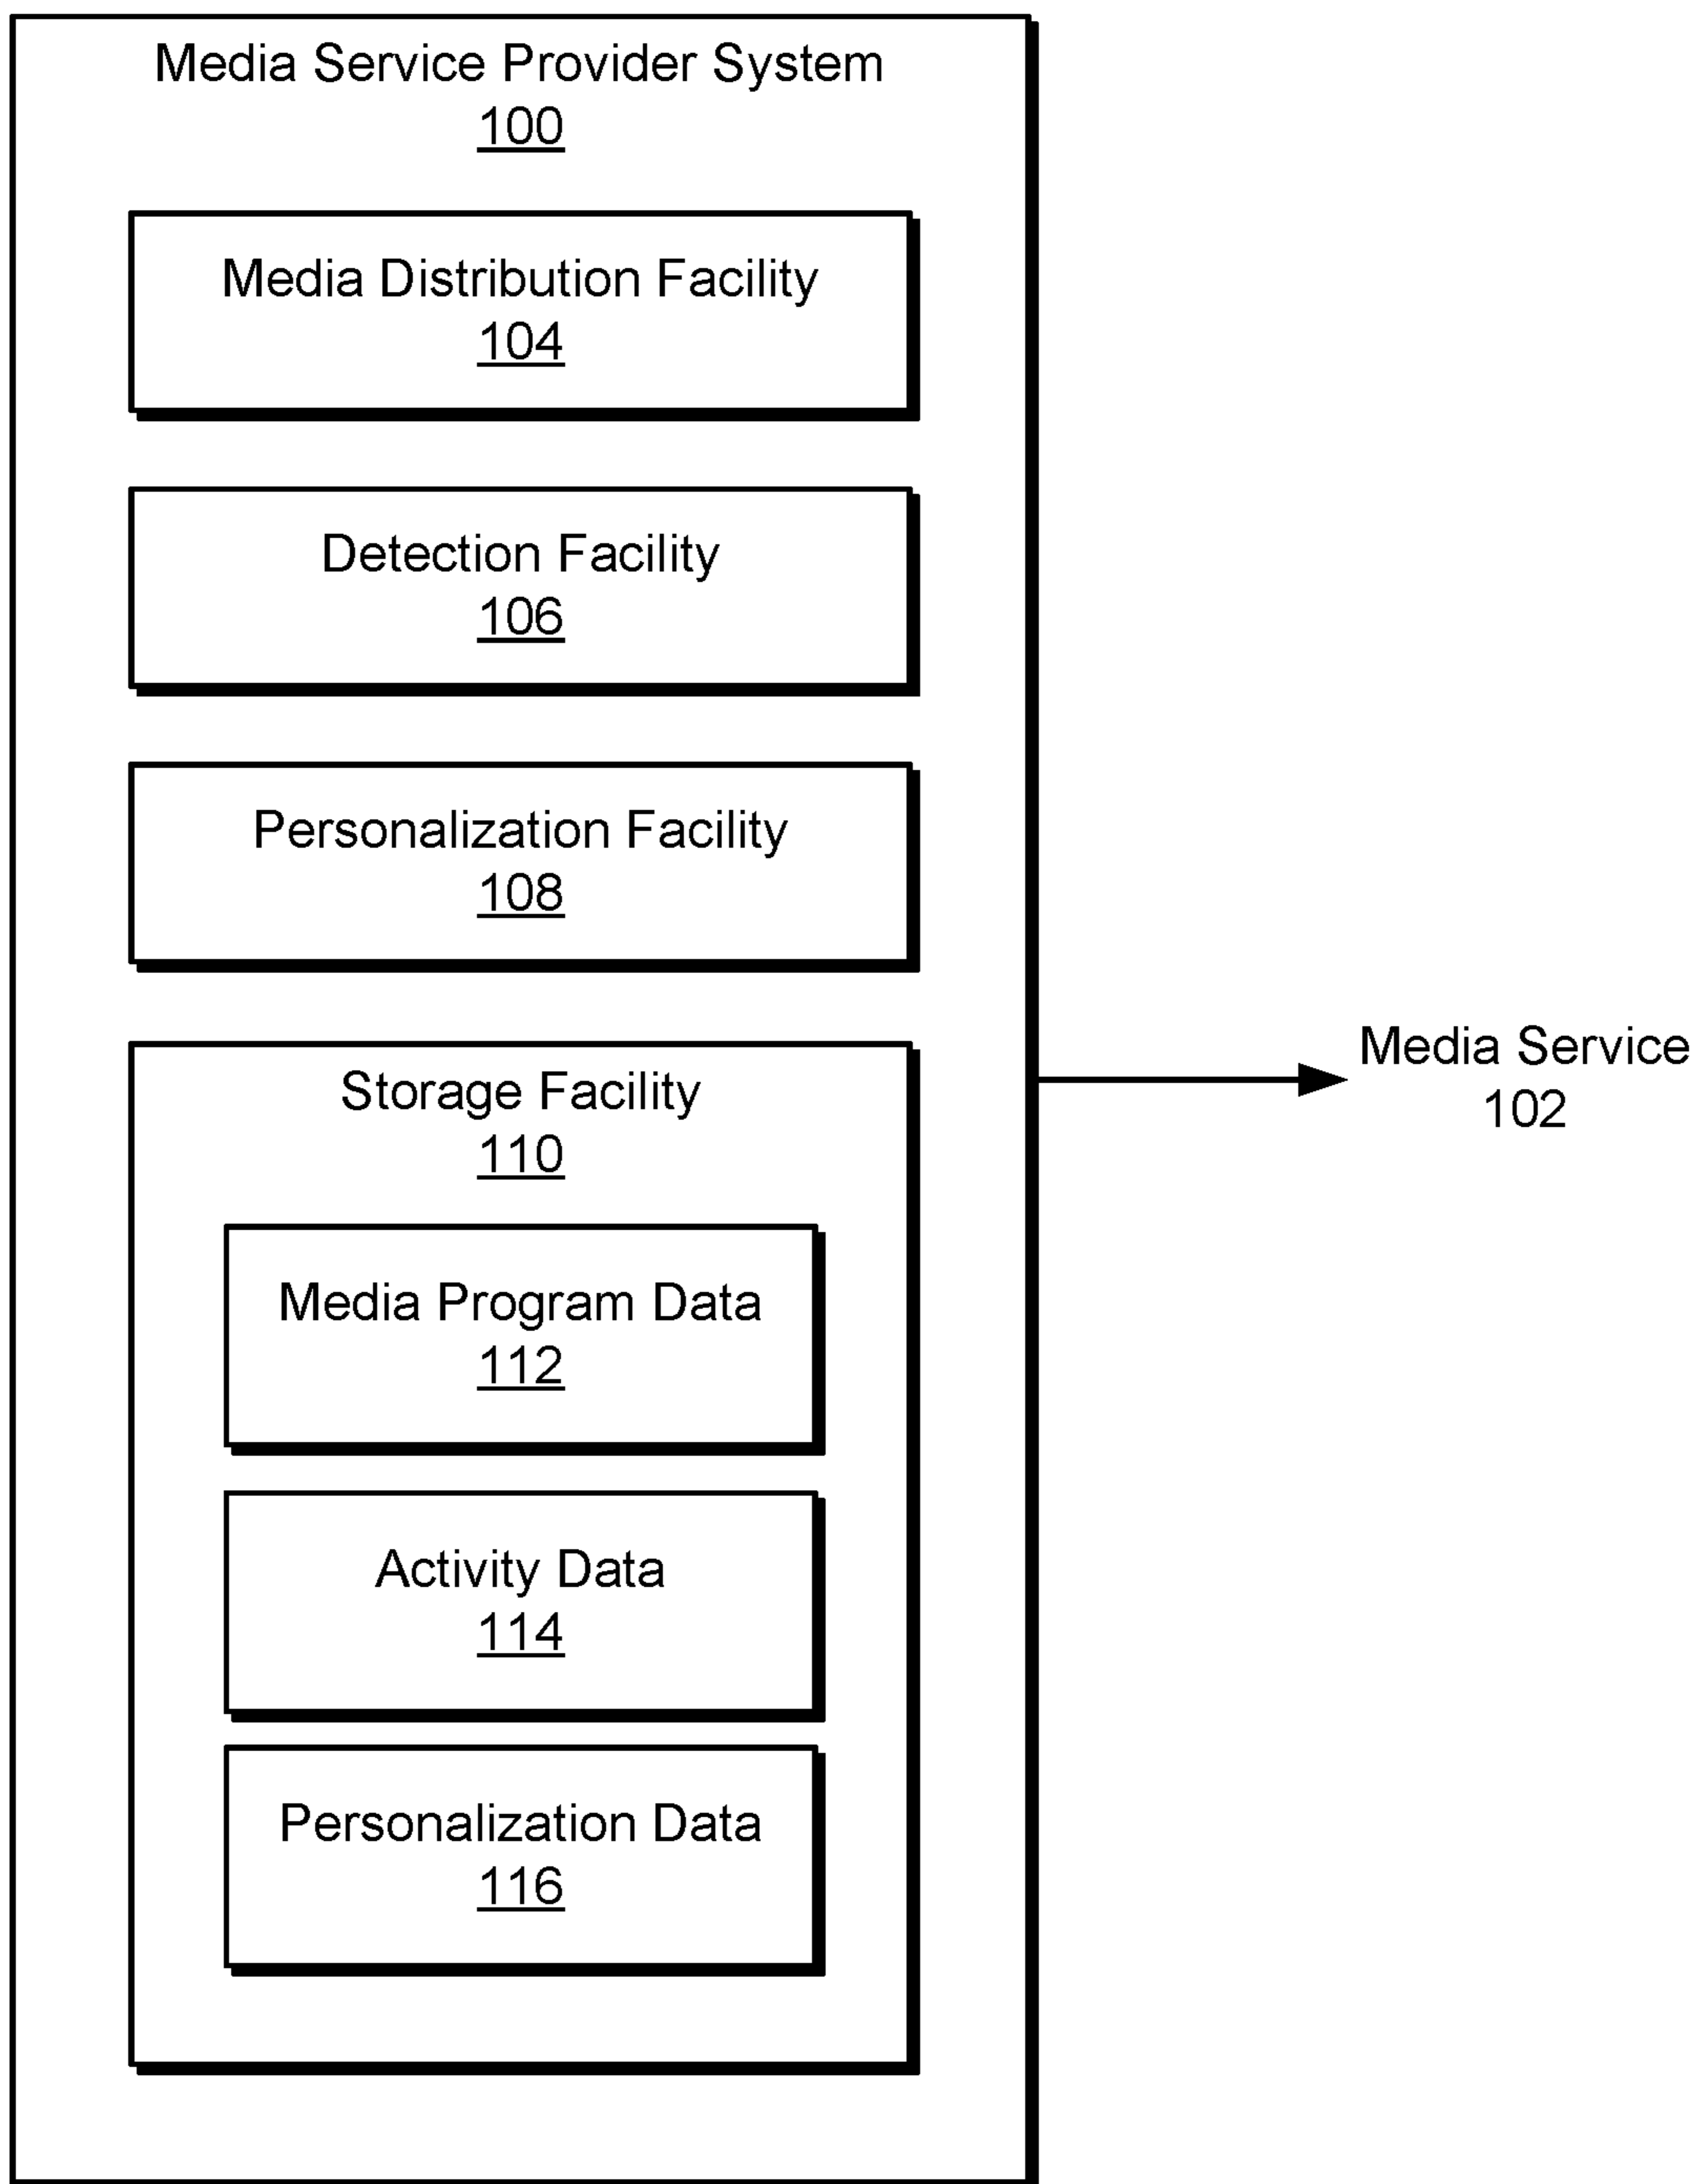 Media Service Provider System
100
Media Distribution Facility
104
Detection Facility
106
Personalization Facility
108
Storage Facility
110
Media Program Data
112
Activity Data
114
Personalization Data
116
Media Service
102